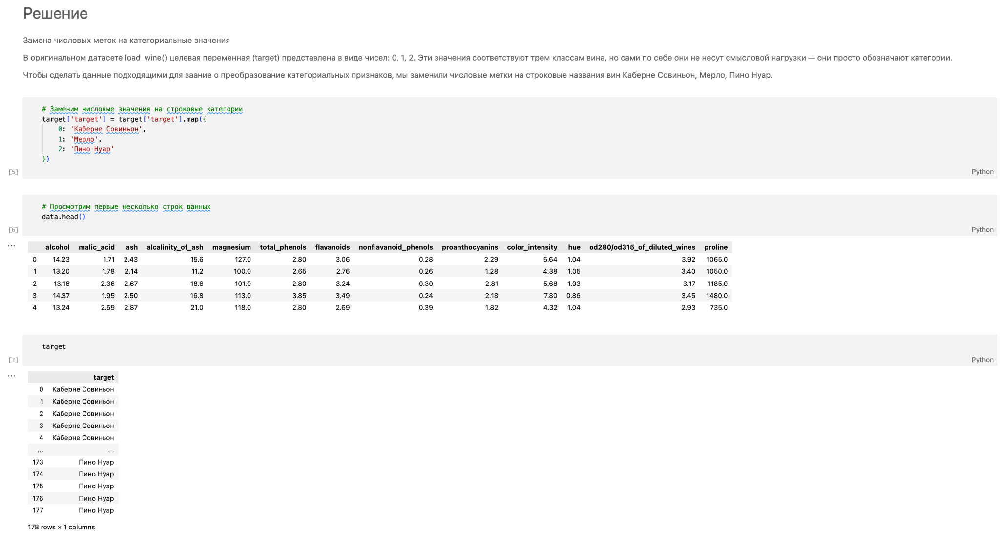 Решение
Замена числовых меток на категориальные значения
В оригинальном датасете load_wine() целевая переменная (target) представлена в виде чисел: 0, 1, 2. Эти значения соответствуют трем классам вина, но сами по себе они не несут смысловой нагрузки — они просто обозначают категории.
Чтобы сделать данные подходящими для заание о преобразование категориальных признаков, мы заменили числовые метки на строковые названия вин Каберне Совиньон, Мерло, Пино Нуар.
# Заменим числовые значения на строковые категории
target['target'] = target['target'].map({
0: 'Каберне Совиньон',
1: 'Мерло',
2: 'Пино Нуар'
})
[5] Python
# Просмотрим первые несколько строк данных
data.head()
[6] Python
... alcohol malic_acid ash alcalinity_of_ash magnesium total_phenols flavanoids nonflavanoid_phenols proanthocyanins color_intensity hue od280/od315_of_diluted_wines proline
0 14.23 1.71 2.43 15.6 127.0 2.80 3.06 0.28 2.29 5.64 1.04 3.92 1065.0
1 13.20 1.78 2.14 11.2 100.0 2.65 2.76 0.26 1.28 4.38 1.05 3.40 1050.0
2 13.16 2.36 2.67 18.6 101.0 2.80 3.24 0.30 2.81 5.68 1.03 3.17 1185.0
3 14.37 1.95 2.50 16.8 113.0 3.85 3.49 0.24 2.18 7.80 0.86 3.45 1480.0
4 13.24 2.59 2.87 21.0 118.0 2.80 2.69 0.39 1.82 4.32 1.04 2.93 735.0
target
[7] Python
... target
0 Каберне Совиньон
1 Каберне Совиньон
2 Каберне Совиньон
3 Каберне Совиньон
4 Каберне Совиньон
... ...
173 Пино Нуар
174 Пино Нуар
175 Пино Нуар
176 Пино Нуар
177 Пино Нуар
178 rows × 1 columns